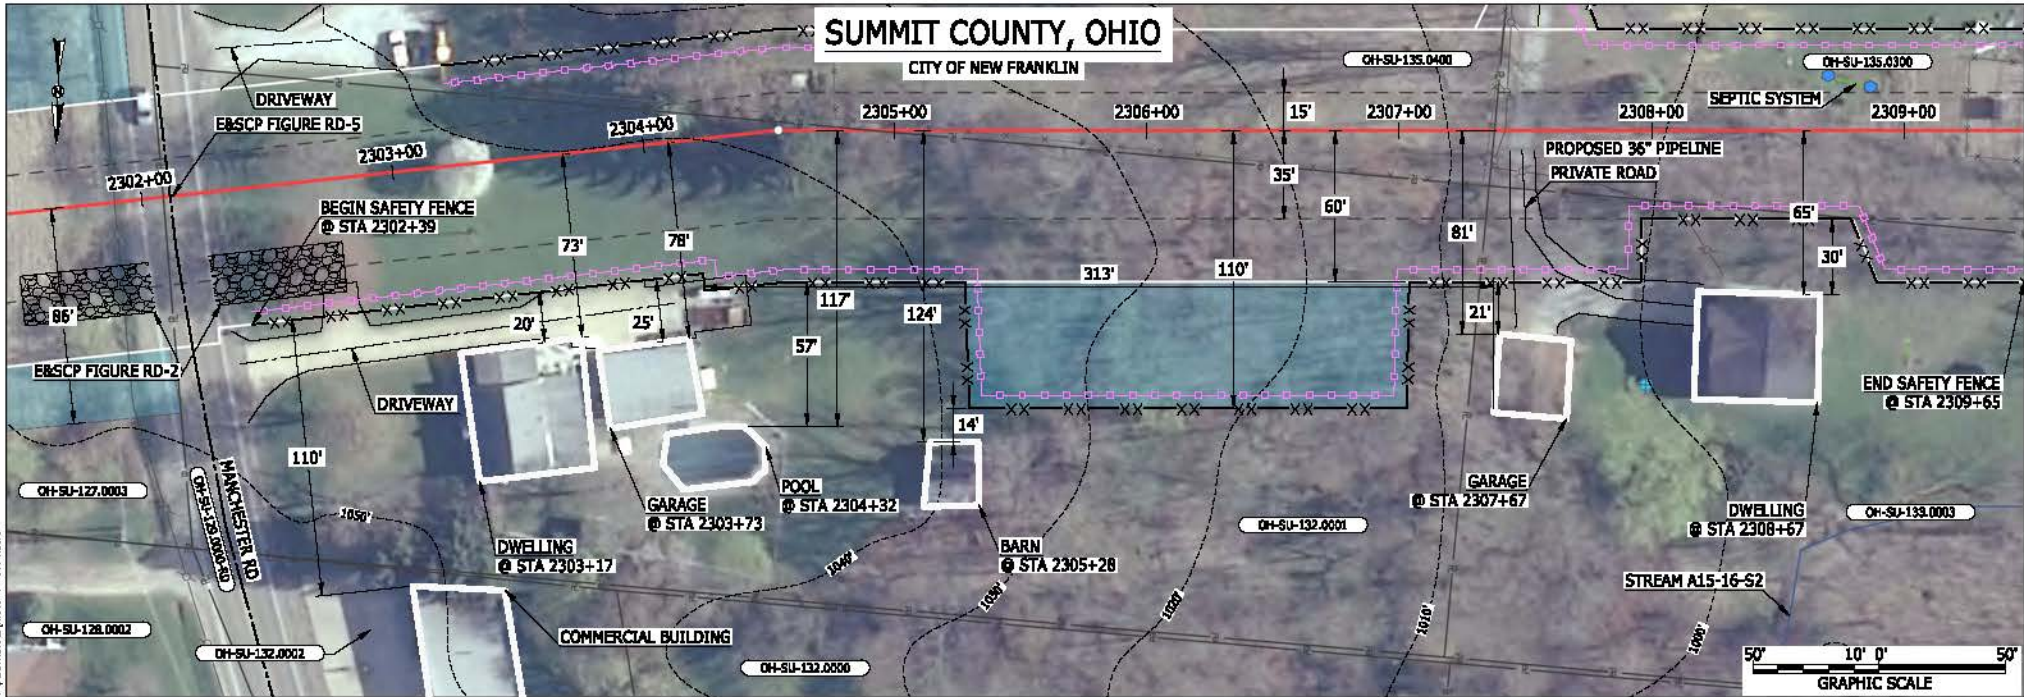 SUMMIT COUNTY, OHIO
CITY OF NEW FRANKLIN
OH-SU-135.0400
OH-SU-135.0300
DRIVEWAY
SEPTIC SYSTEM
E&SCP FIGURE RD-5
2302+00
2303+00
2304+00
2305+00
2306+00
2307+00
2308+00
2309+00
15'
PROPOSED 36" PIPELINE
PRIVATE ROAD
35'
60'
BEGIN SAFETY FENCE
@ STA 2302+39
73'
78'
81'
65'
30'
313'
110'
117'
124'
86'
20'
25'
21'
57'
E&SCP FIGURE RD-2
DRIVEWAY
END SAFETY FENCE
@ STA 2309+65
14'
110'
OH-SU-127.0003
MANCHESTER RD
OH-SU-129.0000-RD
1050'
GARAGE
@ STA 2303+73
POOL
@ STA 2304+32
GARAGE
@ STA 2307+67
DWELLING
@ STA 2308+67
OH-SU-132.0001
OH-SU-133.0003
DWELLING
@ STA 2303+17
BARN
@ STA 2305+28
1040'
1030'
1020'
1010'
1000'
STREAM A15-16-S2
OH-SU-128.0002
OH-SU-132.0002
COMMERCIAL BUILDING
OH-SU-132.0000
50' 10' 0' 50'
GRAPHIC SCALE